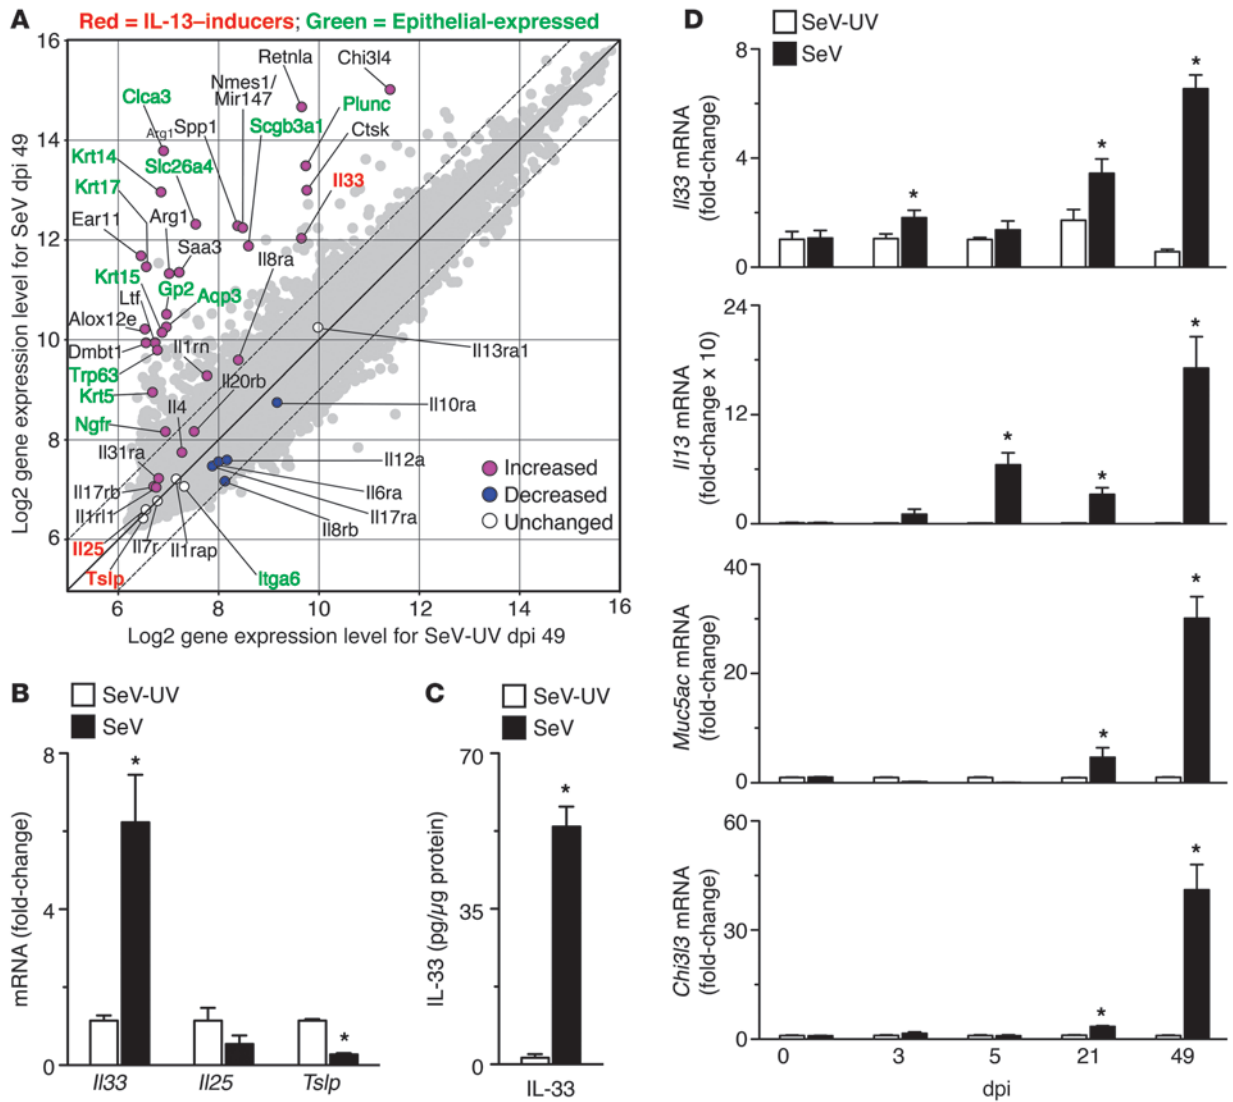 A
Red = IL-13–inducers; Green = Epithelial-expressed
Log2 gene expression level for SeV dpi 49
16
14
12
10
8
6
6
8
10
12
14
16
Log2 gene expression level for SeV-UV dpi 49
Retnla
Chi3l4
Nmes1/
Mir147
Clca3
Plunc
Arg1
Spp1
Scgb3a1
Ctsk
Krt14
Slc26a4
Il33
Krt17
Ear11
Arg1
Saa3
Il8ra
Krt15
Gp2
Ltf
Aqp3
Alox12e
Dmbt1
Il1rn
Il13ra1
Trp63
Il20rb
Krt5
Il4
Il10ra
Ngfr
Il31ra
Il12a
Il17rb
Il6ra
Il1rl1
Il17ra
Il8rb
Il25
Il7r
Il1rap
Tslp
Itga6
Increased
Decreased
Unchanged
B
SeV-UV
SeV
mRNA (fold-change)
8
4
0
*
*
Il33
Il25
Tslp
C
SeV-UV
SeV
IL-33 (pg/µg protein)
70
35
0
*
IL-33
D
SeV-UV
SeV
Il33 mRNA
(fold-change)
8
4
0
*
*
*
Il13 mRNA
(fold-change x 10)
24
12
0
*
*
*
Muc5ac mRNA
(fold-change)
40
20
0
*
*
Chi3l3 mRNA
(fold-change)
60
30
0
*
*
0
3
5
21
49
dpi